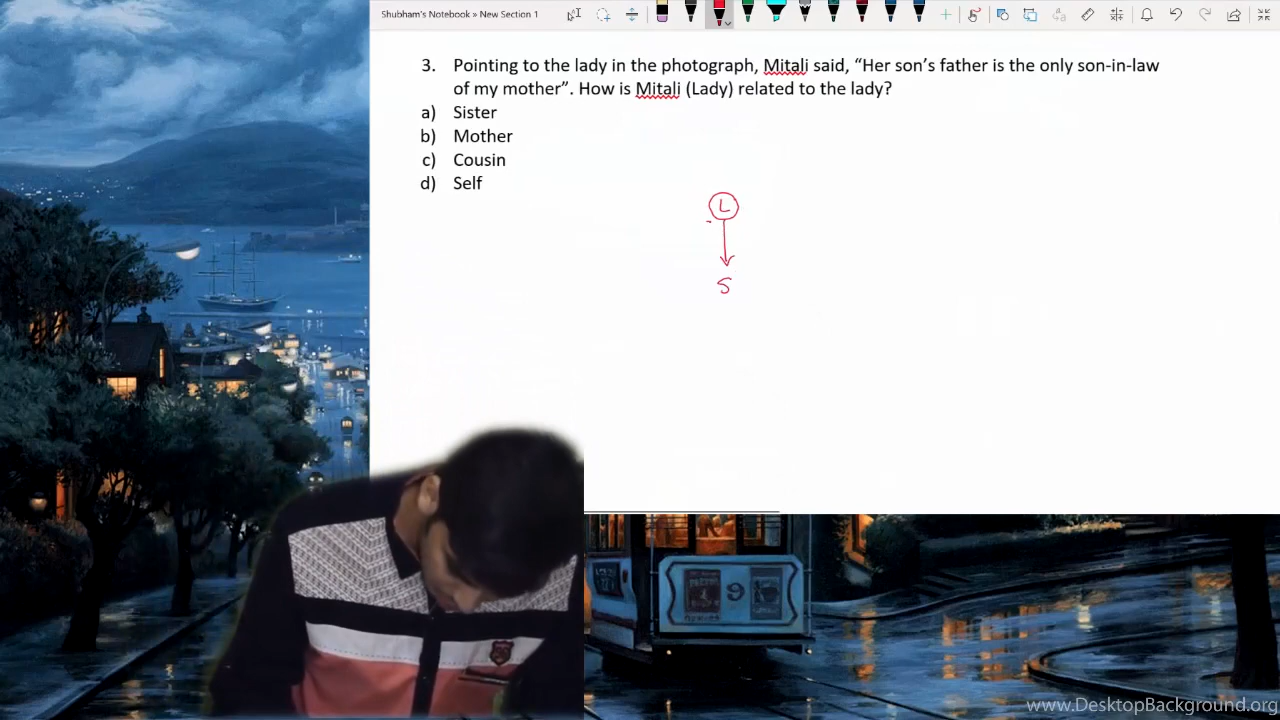 Shubham's Notebook » New Section 1
3. Pointing to the lady in the photograph, Mitali said, “Her son’s father is the only son-in-law
of my mother”. How is Mitali (Lady) related to the lady?
a) Sister
b) Mother
c) Cousin
d) Self
L
S
9
www.DesktopBackground.org